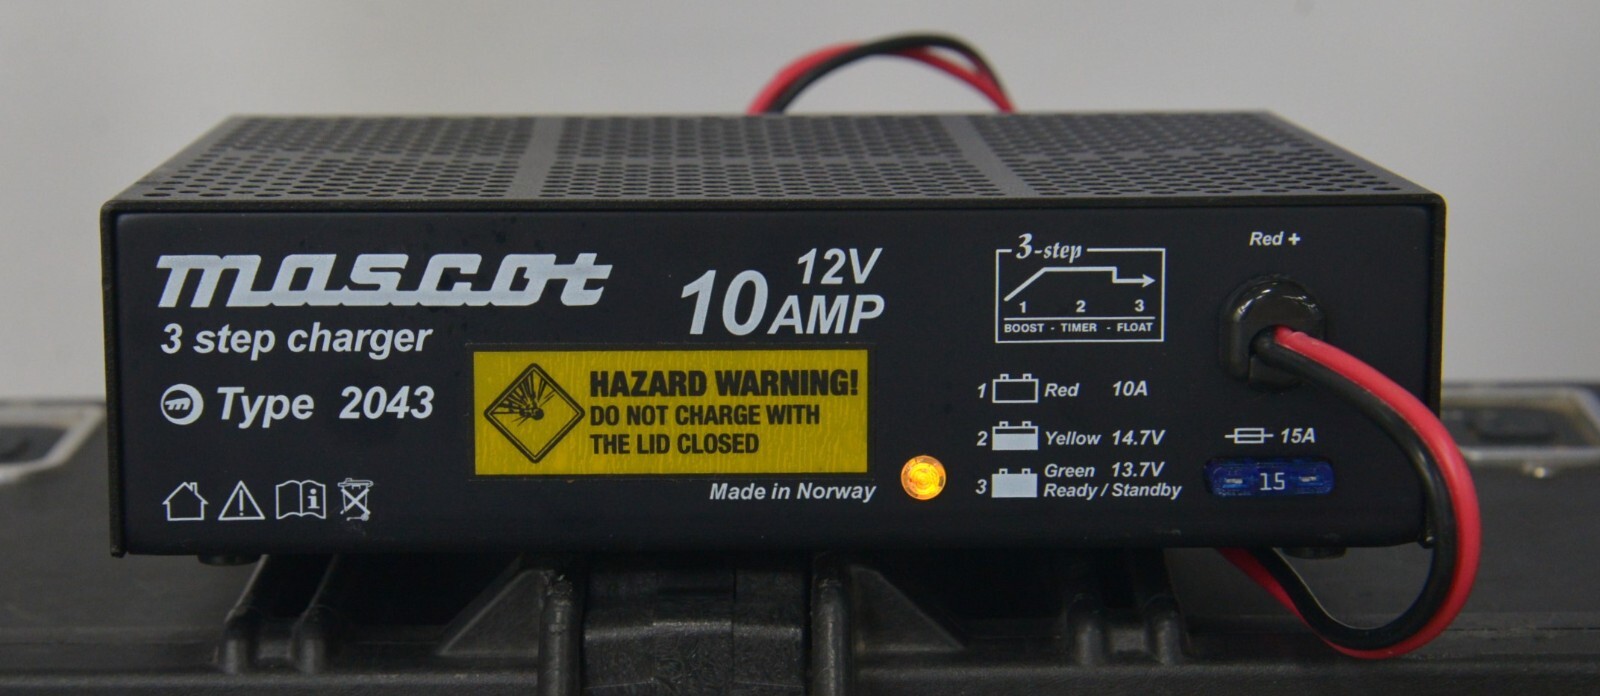 mascot
3 step charger
Type 2043
12V
10 AMP
HAZARD WARNING!
DO NOT CHARGE WITH
THE LID CLOSED
Made in Norway
3-step
1 2 3
BOOST - TIMER - FLOAT
1 Red 10A
2 Yellow 14.7V
3 Green 13.7V
Ready / Standby
Red +
15A
15